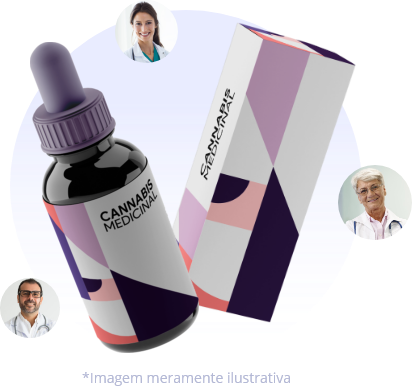 CANNABIS
MEDICINAL
CANNABIS
MEDICINAL
*Imagem meramente ilustrativa